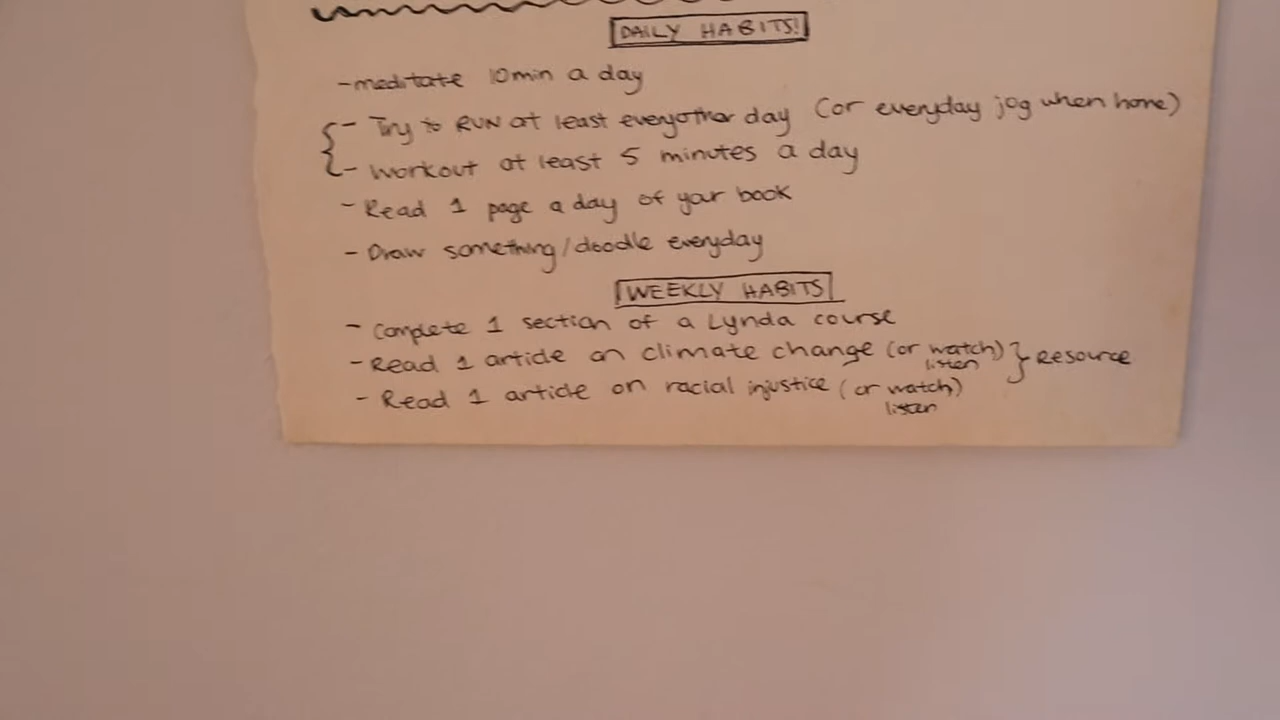 DAILY HABITS!
- meditate 10min a day
- Try to RUN at least everyother day (or everyday jog when home)
- Workout at least 5 minutes a day
- Read 1 page a day of your book
- Draw something/doodle everyday
WEEKLY HABITS
- Complete 1 section of a Lynda course
- Read 1 article on climate change (or watch) } Resource
listen
- Read 1 article on racial injustice (or watch)
listen